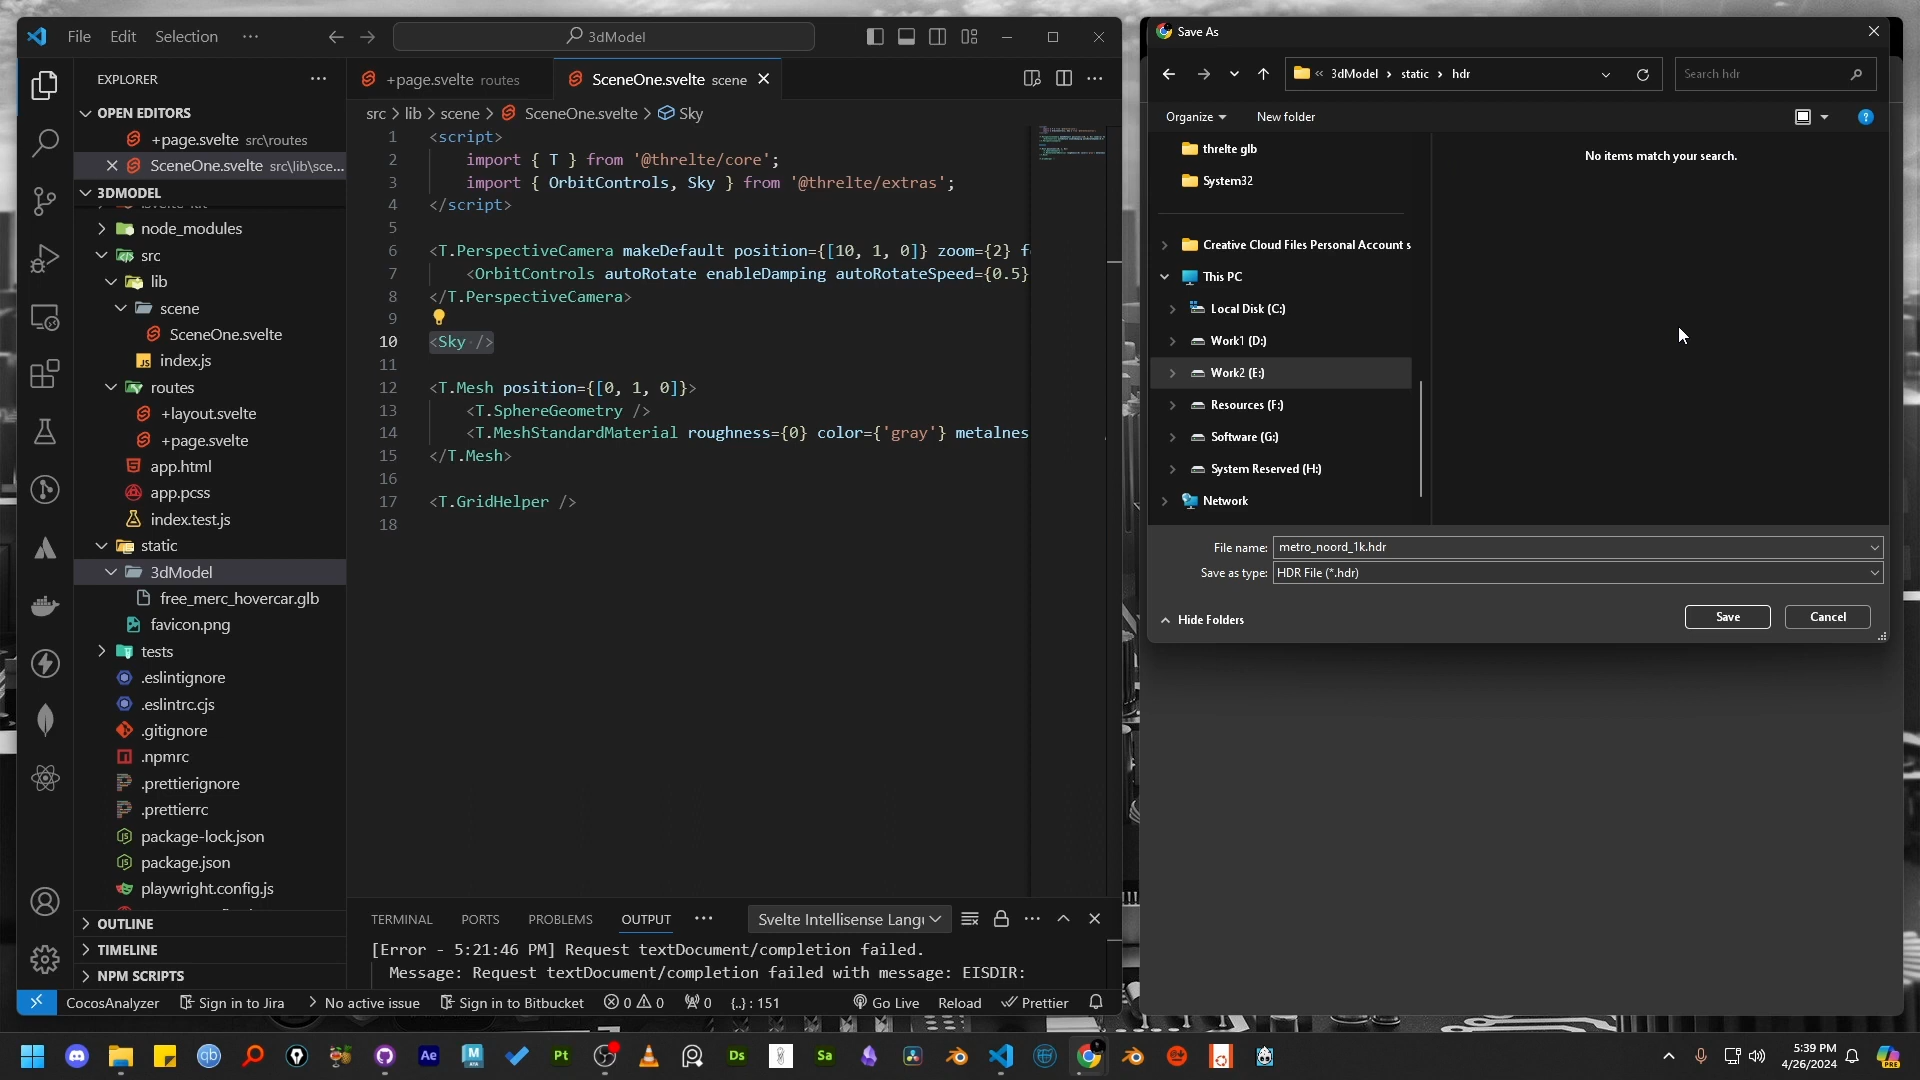 File Edit Selection ···
3dModel
EXPLORER
OPEN EDITORS
+page.svelte src\routes
SceneOne.svelte src\lib\sce...
3DMODEL
node_modules
src
lib
scene
SceneOne.svelte
index.js
routes
+layout.svelte
+page.svelte
app.html
app.pcss
index.test.js
static
3dModel
free_merc_hovercar.glb
favicon.png
tests
.eslintignore
.eslintrc.cjs
.gitignore
.npmrc
.prettierignore
.prettierrc
package-lock.json
package.json
playwright.config.js
OUTLINE
TIMELINE
NPM SCRIPTS
+page.svelte routes
SceneOne.svelte scene
src > lib > scene > SceneOne.svelte > Sky
1 <script>
2 import { T } from '@threlte/core';
3 import { OrbitControls, Sky } from '@threlte/extras';
4 </script>
5
6 <T.PerspectiveCamera makeDefault position={[10, 1, 0]} zoom={2} f
7 <OrbitControls autoRotate enableDamping autoRotateSpeed={0.5}
8 </T.PerspectiveCamera>
9
10 <Sky />
11
12 <T.Mesh position={[0, 1, 0]}>
13 <T.SphereGeometry />
14 <T.MeshStandardMaterial roughness={0} color={'gray'} metalnes
15 </T.Mesh>
16
17 <T.GridHelper />
18
TERMINAL PORTS PROBLEMS OUTPUT ···
Svelte Intellisense Langu
[Error - 5:21:46 PM] Request textDocument/completion failed.
Message: Request textDocument/completion failed with message: EISDIR:
CocosAnalyzer Sign in to Jira No active issue Sign in to Bitbucket 0 0 0 {..} : 151 Go Live Reload Prettier
Save As
« 3dModel > static > hdr
Search hdr
Organize New folder
threlte glb
System32
Creative Cloud Files Personal Account s
This PC
Local Disk (C:)
Work1 (D:)
Work2 (E:)
Resources (F:)
Software (G:)
System Reserved (H:)
Network
No items match your search.
File name: metro_noord_1k.hdr
Save as type: HDR File (*.hdr)
Hide Folders
Save Cancel
qb Ae Pt Ds Sa
5:39 PM
4/26/2024
PRE